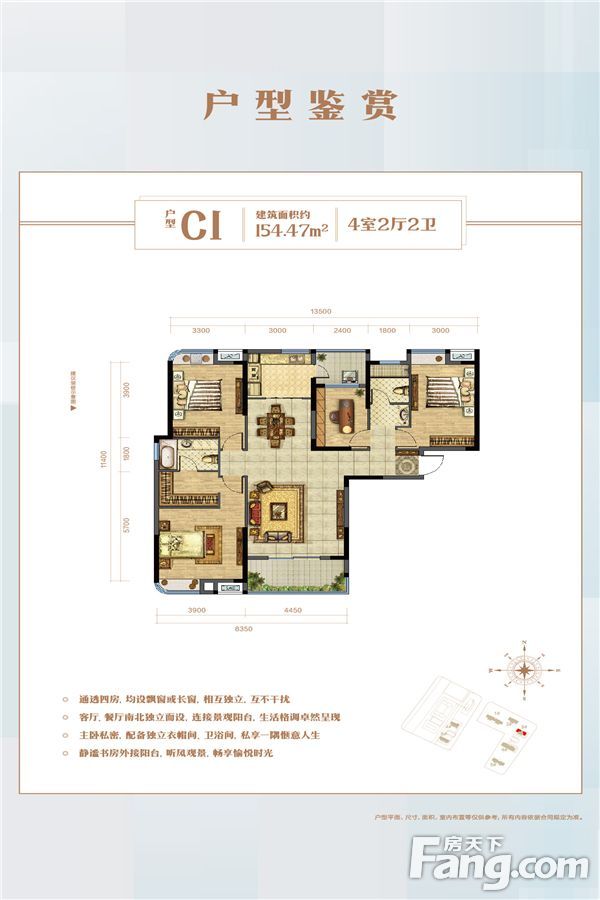 户型鉴赏
户型 C1
建筑面积约
154.47m²
4室2厅2卫
13500
3300 3000 2400 1800 3000
3900
1800
11400
5700
3900 4450
8350
N
W E
S
通透四房, 均设飘窗或长窗, 相互独立, 互不干扰
客厅, 餐厅南北独立而设, 连接景观阳台, 生活格调卓然呈现
主卧私密, 配备独立衣帽间, 卫浴间, 私享一隅惬意人生
静谧书房外接阳台, 听风观景, 畅享愉悦时光
户型平面、尺寸、面积、室内布置等仅供参考, 所有内容依据合同拟定为准。
房天下
Fang.com